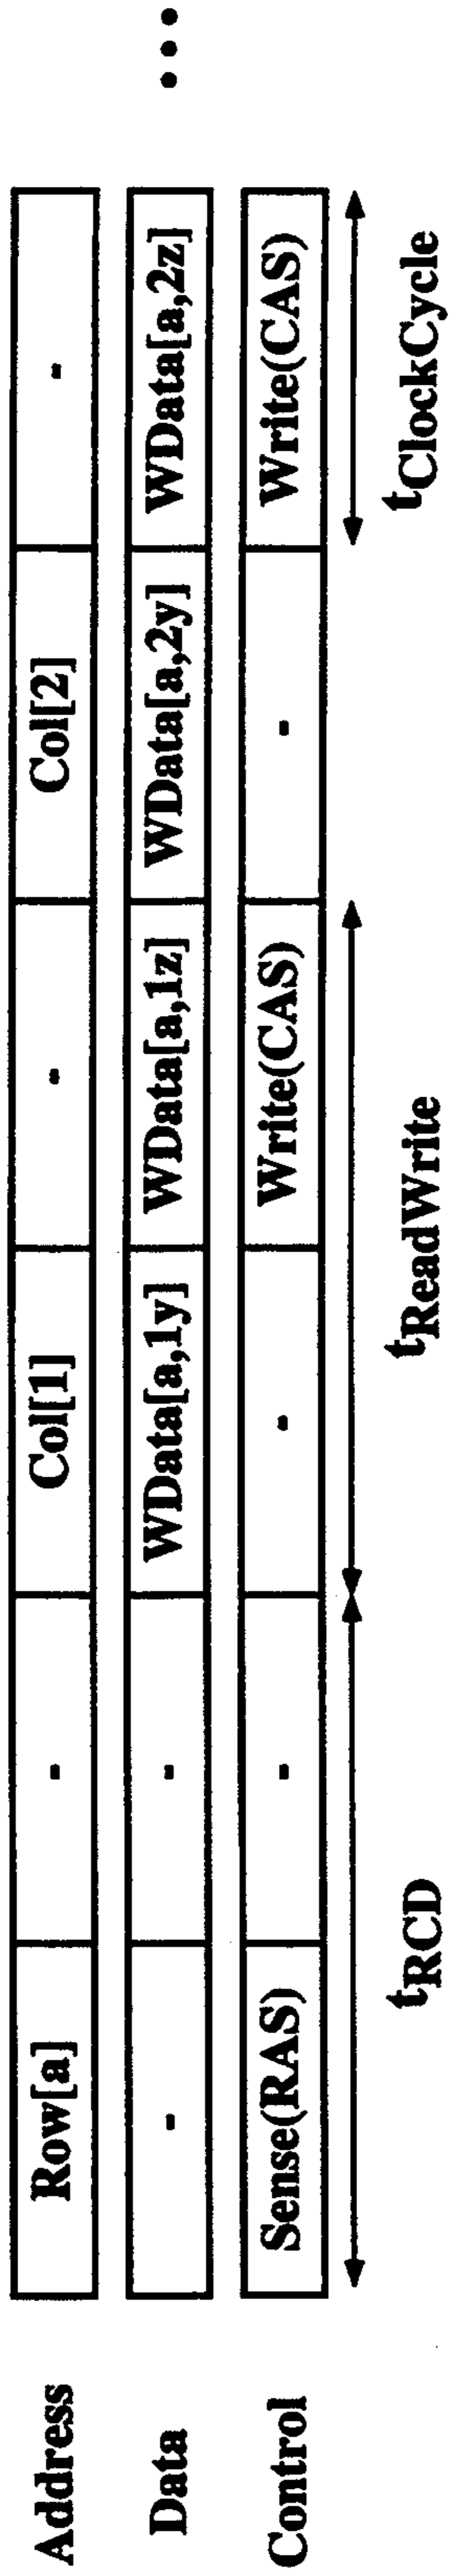 Address Row[a] - Col[1] - Col[2] - •••
Data - - WData[a,1y] WData[a,1z] WData[a,2y] WData[a,2z]
Control Sense(RAS) - - Write(CAS) - Write(CAS)
tRCD tReadWrite tClockCycle